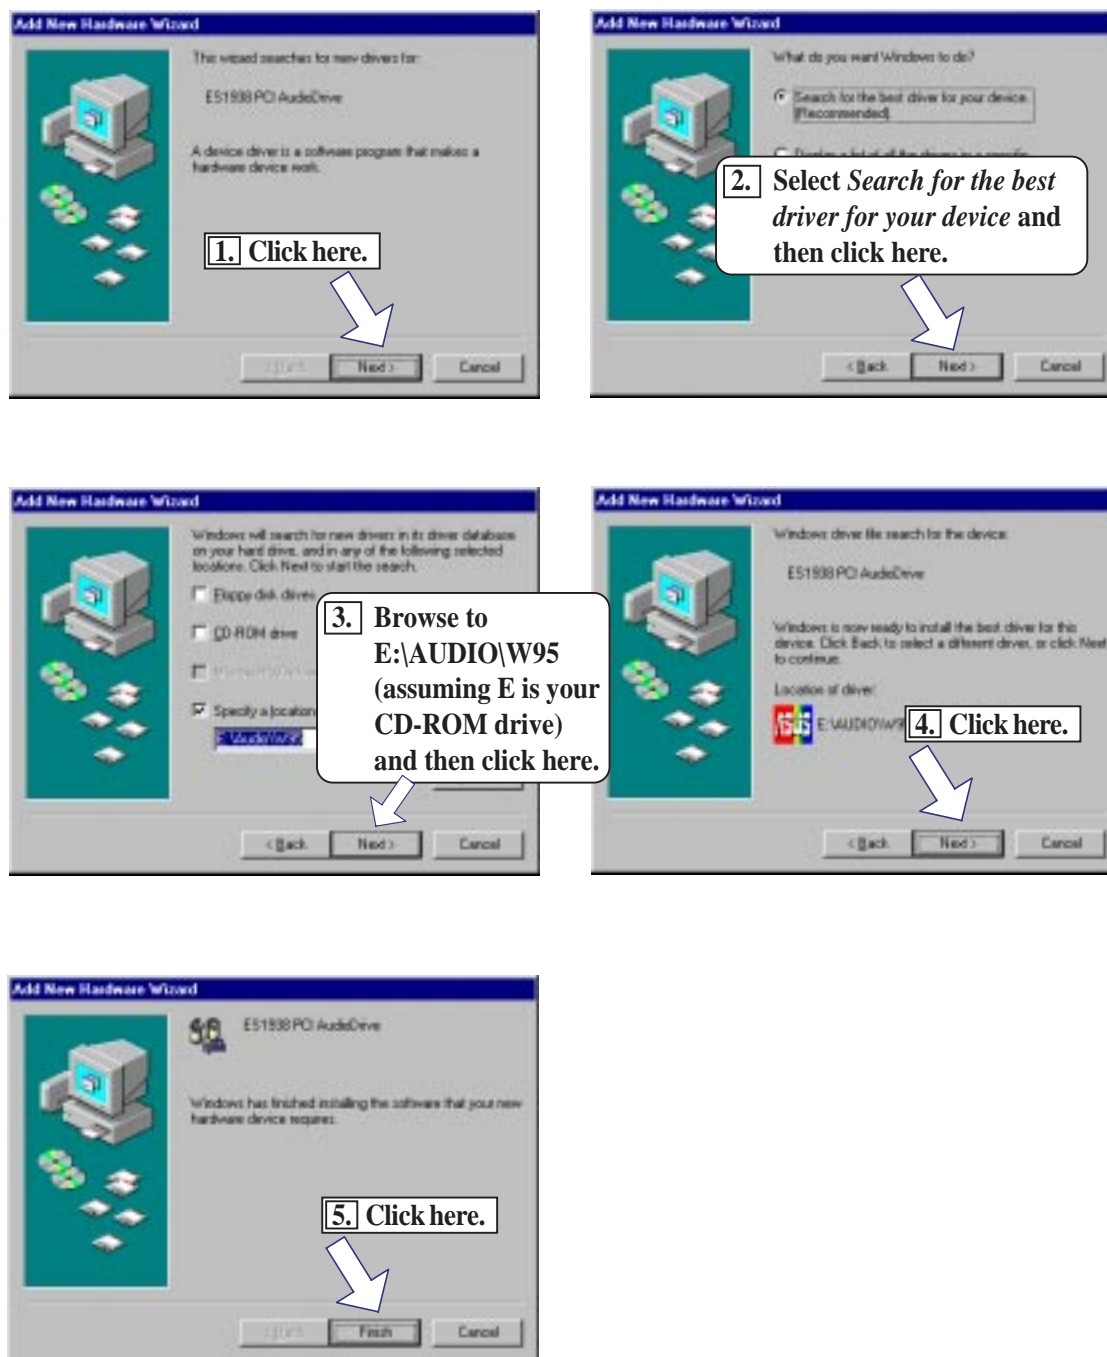 Add New Hardware Wizard
This wizard searches for new drivers for:
ES1938 PCI AudioDrive
A device driver is a software program that makes a
hardware device work.
1. Click here.
Next >
Cancel
Add New Hardware Wizard
What do you want Windows to do?
Search for the best driver for your device.
(Recommended).
2. Select Search for the best
driver for your device and
then click here.
< Back
Next >
Cancel
Add New Hardware Wizard
Windows will search for new drivers in its driver database
on your hard drive, and in any of the following selected
locations. Click Next to start the search.
Floppy disk drives
CD-ROM drive
Specify a location
E:\Audio\W95
3. Browse to
E:\AUDIO\W95
(assuming E is your
CD-ROM drive)
and then click here.
< Back
Next >
Cancel
Add New Hardware Wizard
Windows driver file search for the device:
ES1938 PCI AudioDrive
Windows is now ready to install the best driver for this
device. Click Back to select a different driver, or click Next
to continue.
Location of driver:
E:\AUDIO\W9
4. Click here.
< Back
Next >
Cancel
Add New Hardware Wizard
ES1938 PCI AudioDrive
Windows has finished installing the software that your new
hardware device requires.
5. Click here.
Finish
Cancel